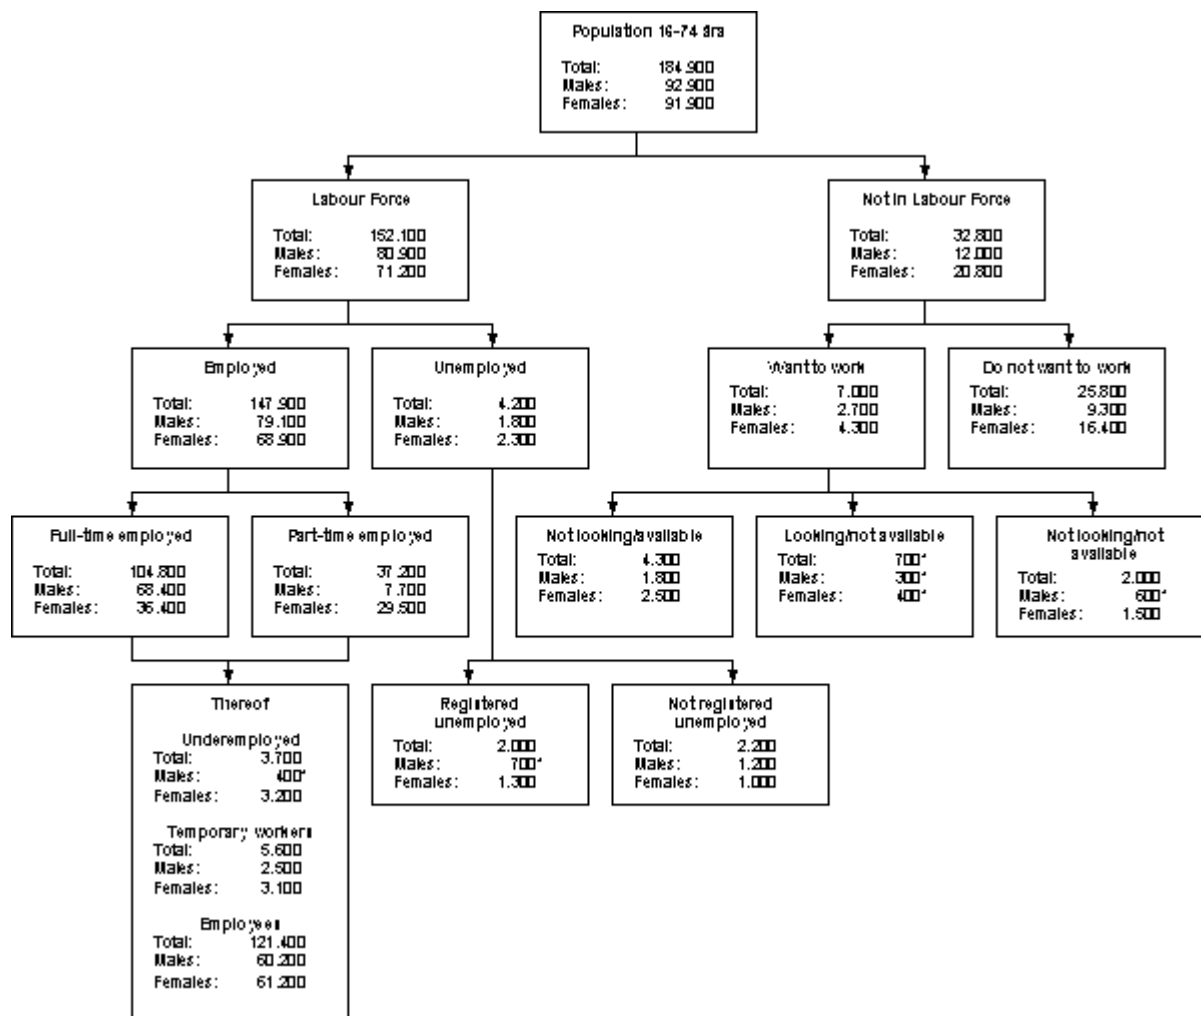 Population 16-74 ára
Total: 184.900
Males: 92.900
Females: 91.900
Labour Force
Total: 152.100
Males: 80.900
Females: 71.200
Not in Labour Force
Total: 32.800
Males: 12.000
Females: 20.800
Employed
Total: 147.900
Males: 79.100
Females: 68.900
Unemployed
Total: 4.200
Males: 1.800
Females: 2.300
Want to work
Total: 7.000
Males: 2.700
Females: 4.300
Do not want to work
Total: 25.800
Males: 9.300
Females: 16.400
Full-time employed
Total: 104.800
Males: 68.400
Females: 36.400
Part-time employed
Total: 37.200
Males: 7.700
Females: 29.500
Not looking/available
Total: 4.300
Males: 1.800
Females: 2.500
Looking/not available
Total: 700*
Males: 300*
Females: 400*
Not looking/not
available
Total: 2.000
Males: 600*
Females: 1.500
Thereof
Underemployed
Total: 3.700
Males: 400*
Females: 3.200
Temporary workers
Total: 5.600
Males: 2.500
Females: 3.100
Employees
Total: 121.400
Males: 60.200
Females: 61.200
Registered
unemployed
Total: 2.000
Males: 700*
Females: 1.300
Not registered
unemployed
Total: 2.200
Males: 1.200
Females: 1.000